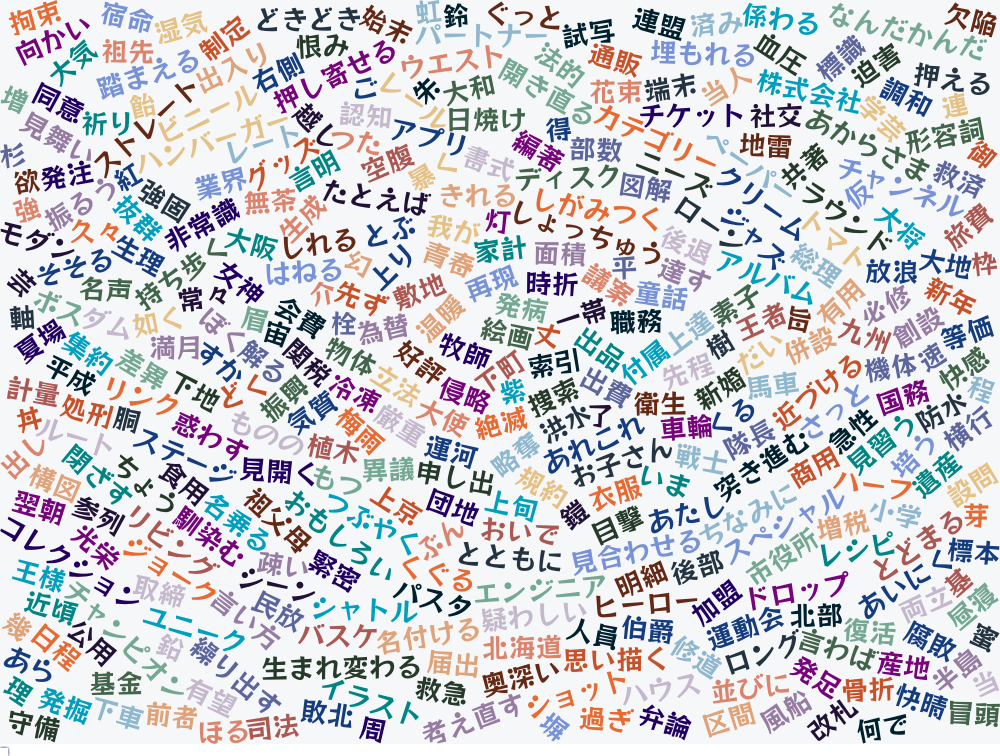 拘束
宿命
湿気
制定
どきどき
始末
虹
鈴
ぐっと
試写
連盟
済み
係わる
なんだかんだ
欠陥
向かい
大気
祖先
踏まえる
出入り
右側
恨み
押し寄せる
パートナー
ウエスト
法的
通販
埋もれる
血圧
標識
迫害
押える
増
同意
祈り
飴
ストレート
ビニール
ハンバーガー
レート
越し
認知
朱
大和
日焼け
開き直る
花束
端末
当人
チケット
社交
株式会社
学芸
調和
連
形容詞
あからさま
御
見舞い
杉
欲
発注
紅
強固
業界
グッズ
言明
つった
空腹
アプリ
暴く
書式
編著
得
部数
カテゴリー
ペンパー
地雷
共著
救済
チャンネル
仮
強
振るう
抜群
非常識
無茶
生成
たとえば
きれる
ディスク
図解
ニーズ
クリーム
ラウンド
大将
旅費
モダン
久々
生理
大阪
しれる
とぶ
我が
灯
しょっちゅう
しがみつく
後退
ローン
ジャズ
トマト
総理
放浪
大地
枠
幸
そそる
名声
持ち歩く
女神
はねる
幻
上り
青春
家計
面積
平
達す
アルバム
新年
軸
ボス
ダム
如く
常々
眉
会費
介
先ず
敷地
再現
時折
議案
童話
素子
有用
必修
夏場
集約
満月
ぼく
宙
栓
為替
温暖
発病
一帯
職務
上達
王者
旨
九州
創設
等価
平成
差異
すかっ
解る
関税
物体
好評
牧師
絵画
丈
出品
付属
樹
だい
併設
機体
速
快感
計量
リンク
下地
どく
振興
冷凍
立法
侵略
下町
紫
索引
出費
先程
新婚
馬車
近づける
国務
程
丼
処刑
胴
惑わす
気質
梅雨
厳重
大使
絶滅
捜索
洪水
了
衛生
車輪
くる
さっと
防水
横行
ルート
ステージ
ものの
植木
運河
略奪
あれこれ
お子さん
戦士
隊長
突き進む
急性
見習う
培う
構図
閉ざす
ちょう
食用
見開く
もつ
異議
申し出
規約
鎧
衣服
いま
商用
ハーフ
遺産
設問
翌朝
参列
名乗る
祖父母
おもしろい
つぶやく
上京
団地
上旬
目撃
あたし
ちなみに
スペシャル
増税
小学
芽
コレクション
光栄
リビング
馴染む
疎い
緊密
ぶん
くぐる
おいで
とともに
見合わせる
後部
市役所
レシピ
とどまる
標本
王様
ジョーク
シーン
取締
言い方
民放
シャトル
パスタ
エンジニア
明細
加盟
ドロップ
あいにく
両立
基
昼寝
近頃
チャンピオン
ユニーク
バスケ
名付ける
疑わしい
ヒーロー
人員
伯爵
運動会
北部
復活
腐敗
蜜
幾
日程
公用
鉛
繰り出す
生まれ変わる
届出
北海道
修道
ロング
言わば
産地
半島
あら
理
発掘
基金
有望
イラスト
救急
奥深い
思い描く
ハウス
並びに
発足
骨折
快晴
当
守備
下車
前者
ほる
司法
敗北
周
考え直す
ショット
塀
過ぎ
弁論
区間
風船
改札
何で
冒頭